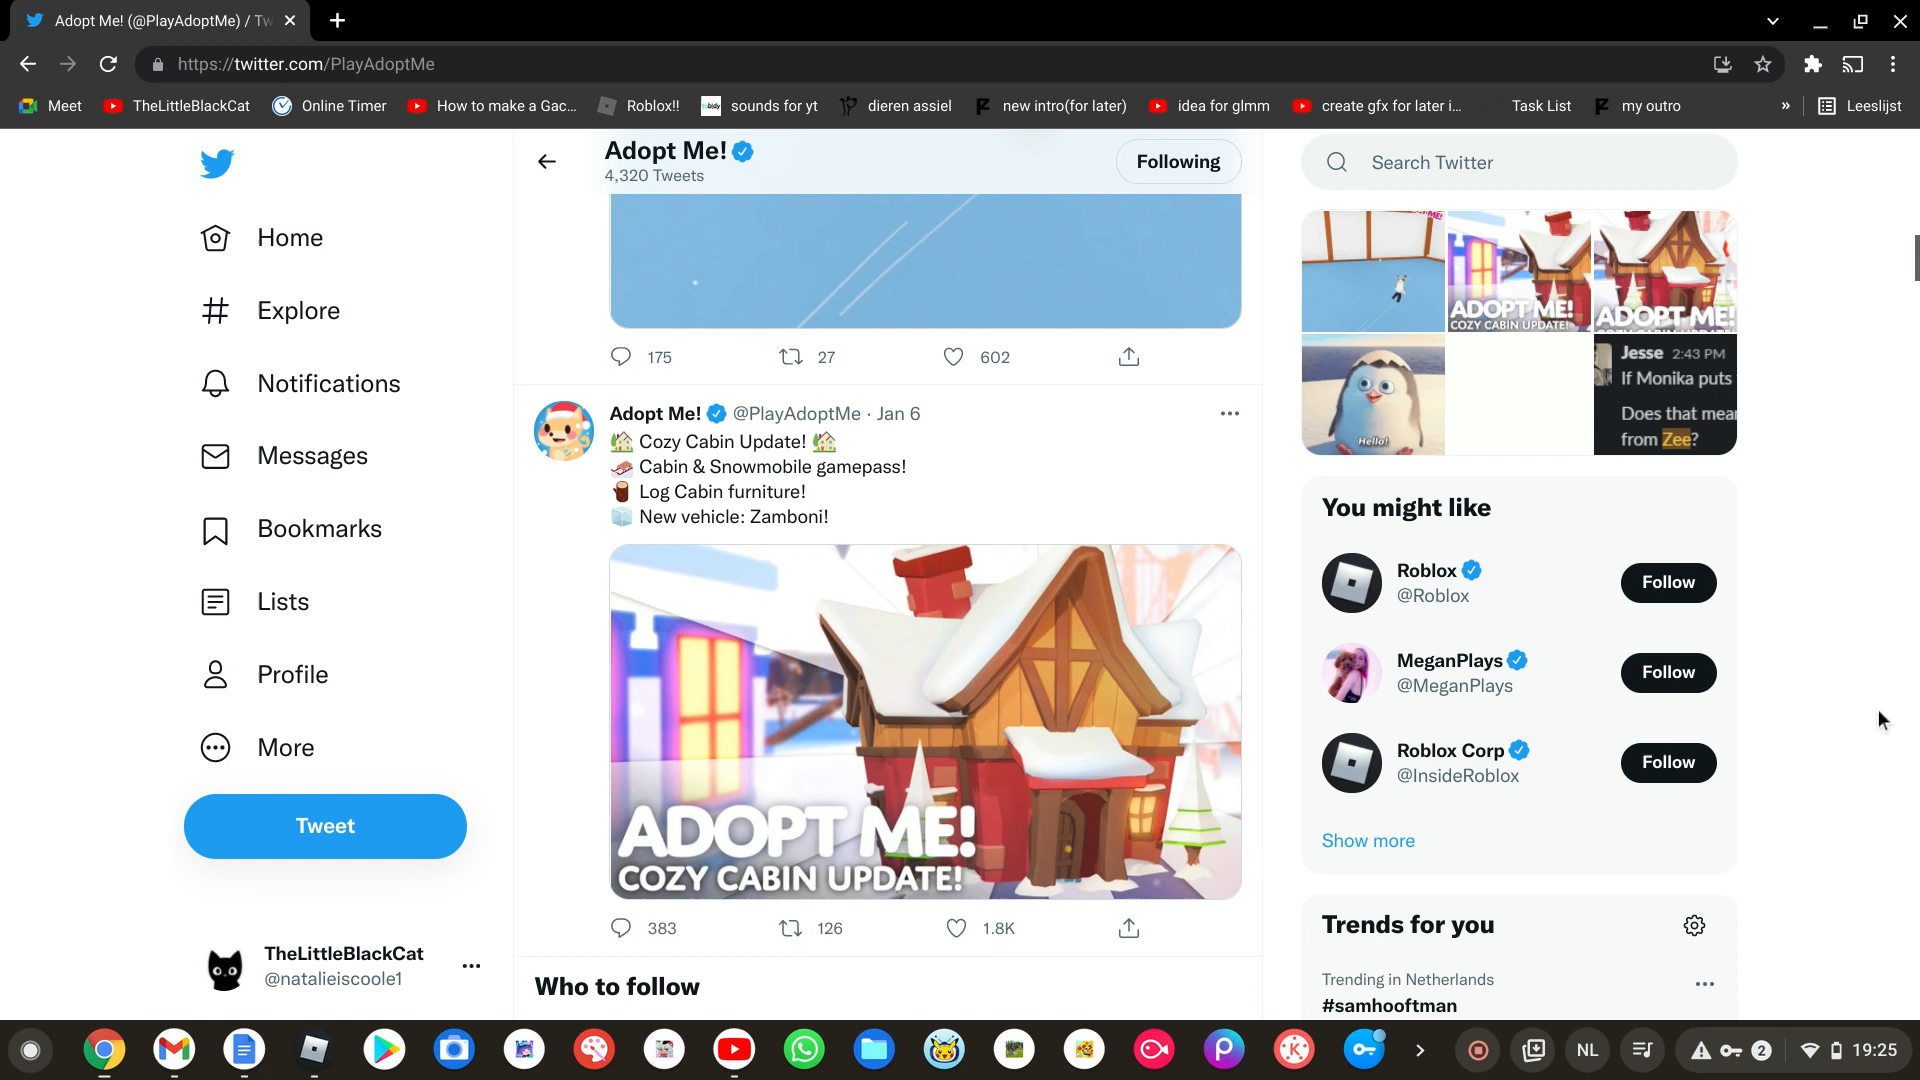 Adopt Me! (@PlayAdoptMe) / Tw
https://twitter.com/PlayAdoptMe
Meet
TheLittleBlackCat
Online Timer
How to make a Gac...
Roblox!!
sounds for yt
dieren assiel
new intro(for later)
idea for glmm
create gfx for later i...
Task List
my outro
»
Leeslijst
Adopt Me!
4,320 Tweets
Following
Search Twitter
Home
Explore
Notifications
Messages
Bookmarks
Lists
Profile
More
Tweet
TheLittleBlackCat
@natalieiscoole1
175
27
602
Adopt Me! @PlayAdoptMe · Jan 6
Cozy Cabin Update!
Cabin & Snowmobile gamepass!
Log Cabin furniture!
New vehicle: Zamboni!
ADOPT ME!
COZY CABIN UPDATE!
383
126
1.8K
Who to follow
ADOPT ME!
COZY CABIN UPDATE!
ADOPT ME!
Hello!
Jesse 2:43 PM
If Monika puts
Does that mea
from Zee?
You might like
Roblox
@Roblox
Follow
MeganPlays
@MeganPlays
Follow
Roblox Corp
@InsideRoblox
Follow
Show more
Trends for you
Trending in Netherlands
#samhooftman
NL
2
19:25